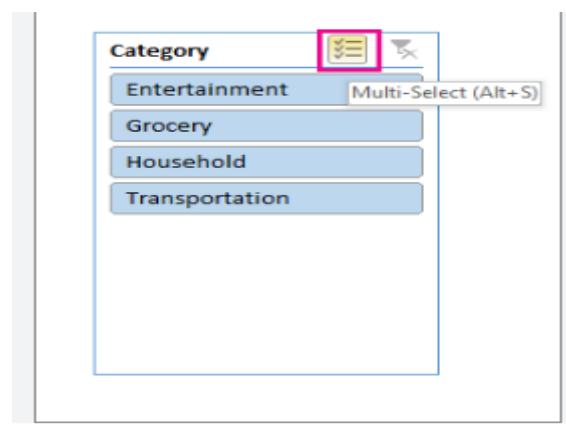 Category
Entertainment
Multi-Select (Alt+S)
Grocery
Household
Transportation